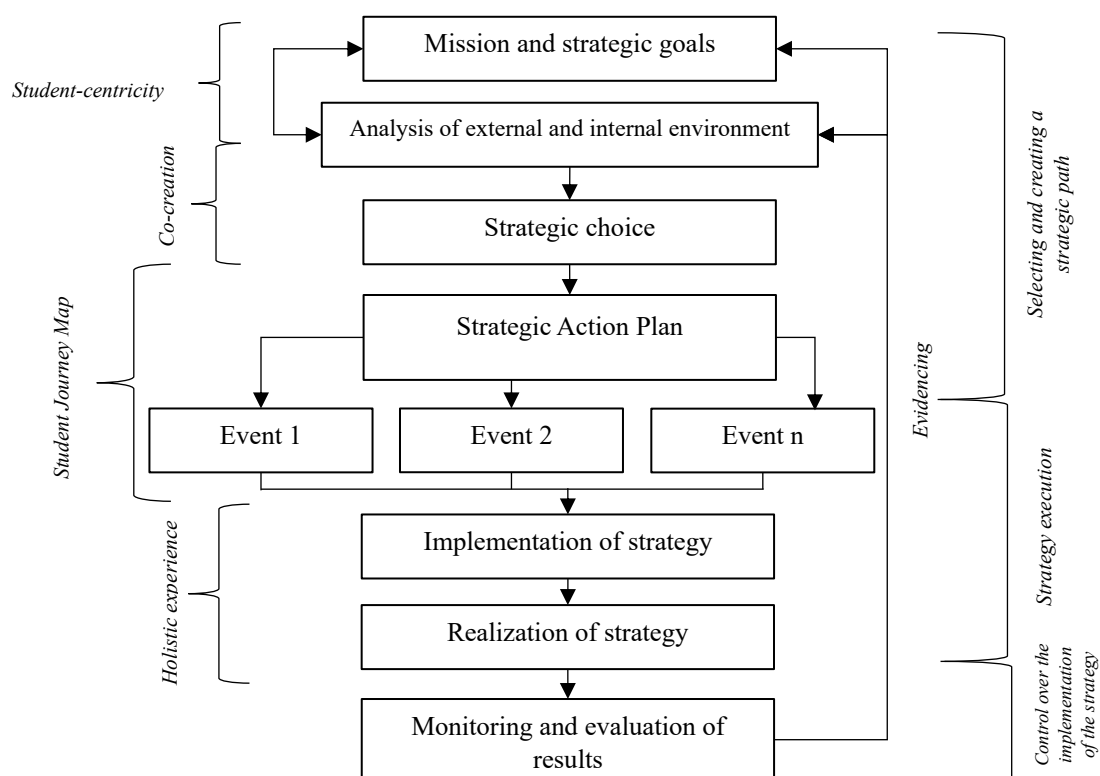 Mission and strategic goals
Student-centricity
Analysis of external and internal environment
Co-creation
Strategic choice
Selecting and creating a
strategic path
Student Journey Map
Strategic Action Plan
Evidencing
Event 1
Event 2
Event n
Holistic experience
Implementation of strategy
Strategy execution
Realization of strategy
Monitoring and evaluation of
results
Control over the
implementation
of the strategy